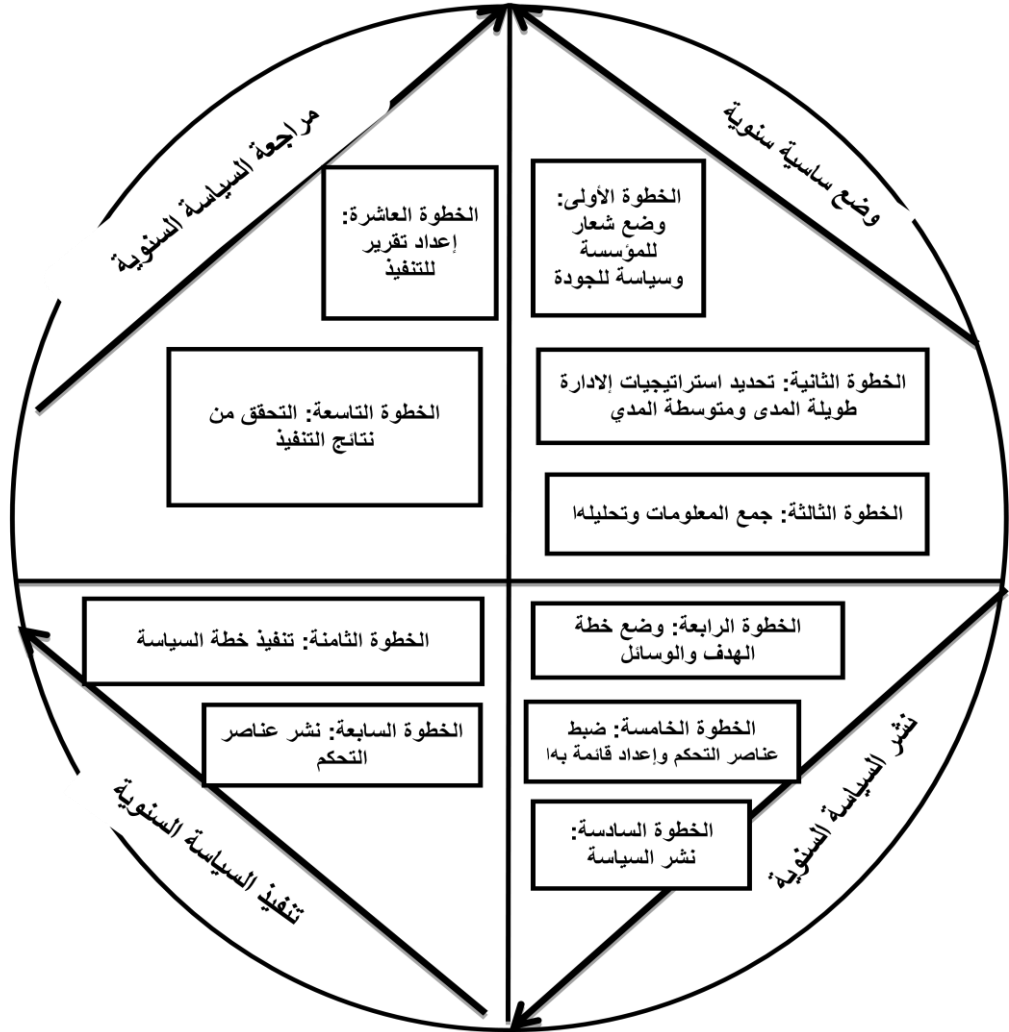 وضع ساسية سنوية
الخطوة الأولى:
وضع شعار
للمؤسسة
وسياسة للجودة
الخطوة الثانية: تحديد استراتيجيات إلادارة
طويلة المدى ومتوسطة المدي
الخطوة الثالثة: جمع المعلومات وتحليلها
نشر السياسة السنوية
الخطوة الرابعة: وضع خطة
الهدف والوسائل
الخطوة الخامسة: ضبط
عناصر التحكم وإعداد قائمة بها
الخطوة السادسة:
نشر السياسة
تنفيذ السياسة السنوية
الخطوة السابعة: نشر عناصر
التحكم
الخطوة الثامنة: تنفيذ خطة السياسة
مراجعة السياسة السنوية
الخطوة التاسعة: التحقق من
نتائج التنفيذ
الخطوة العاشرة:
إعداد تقرير
للتنفيذ